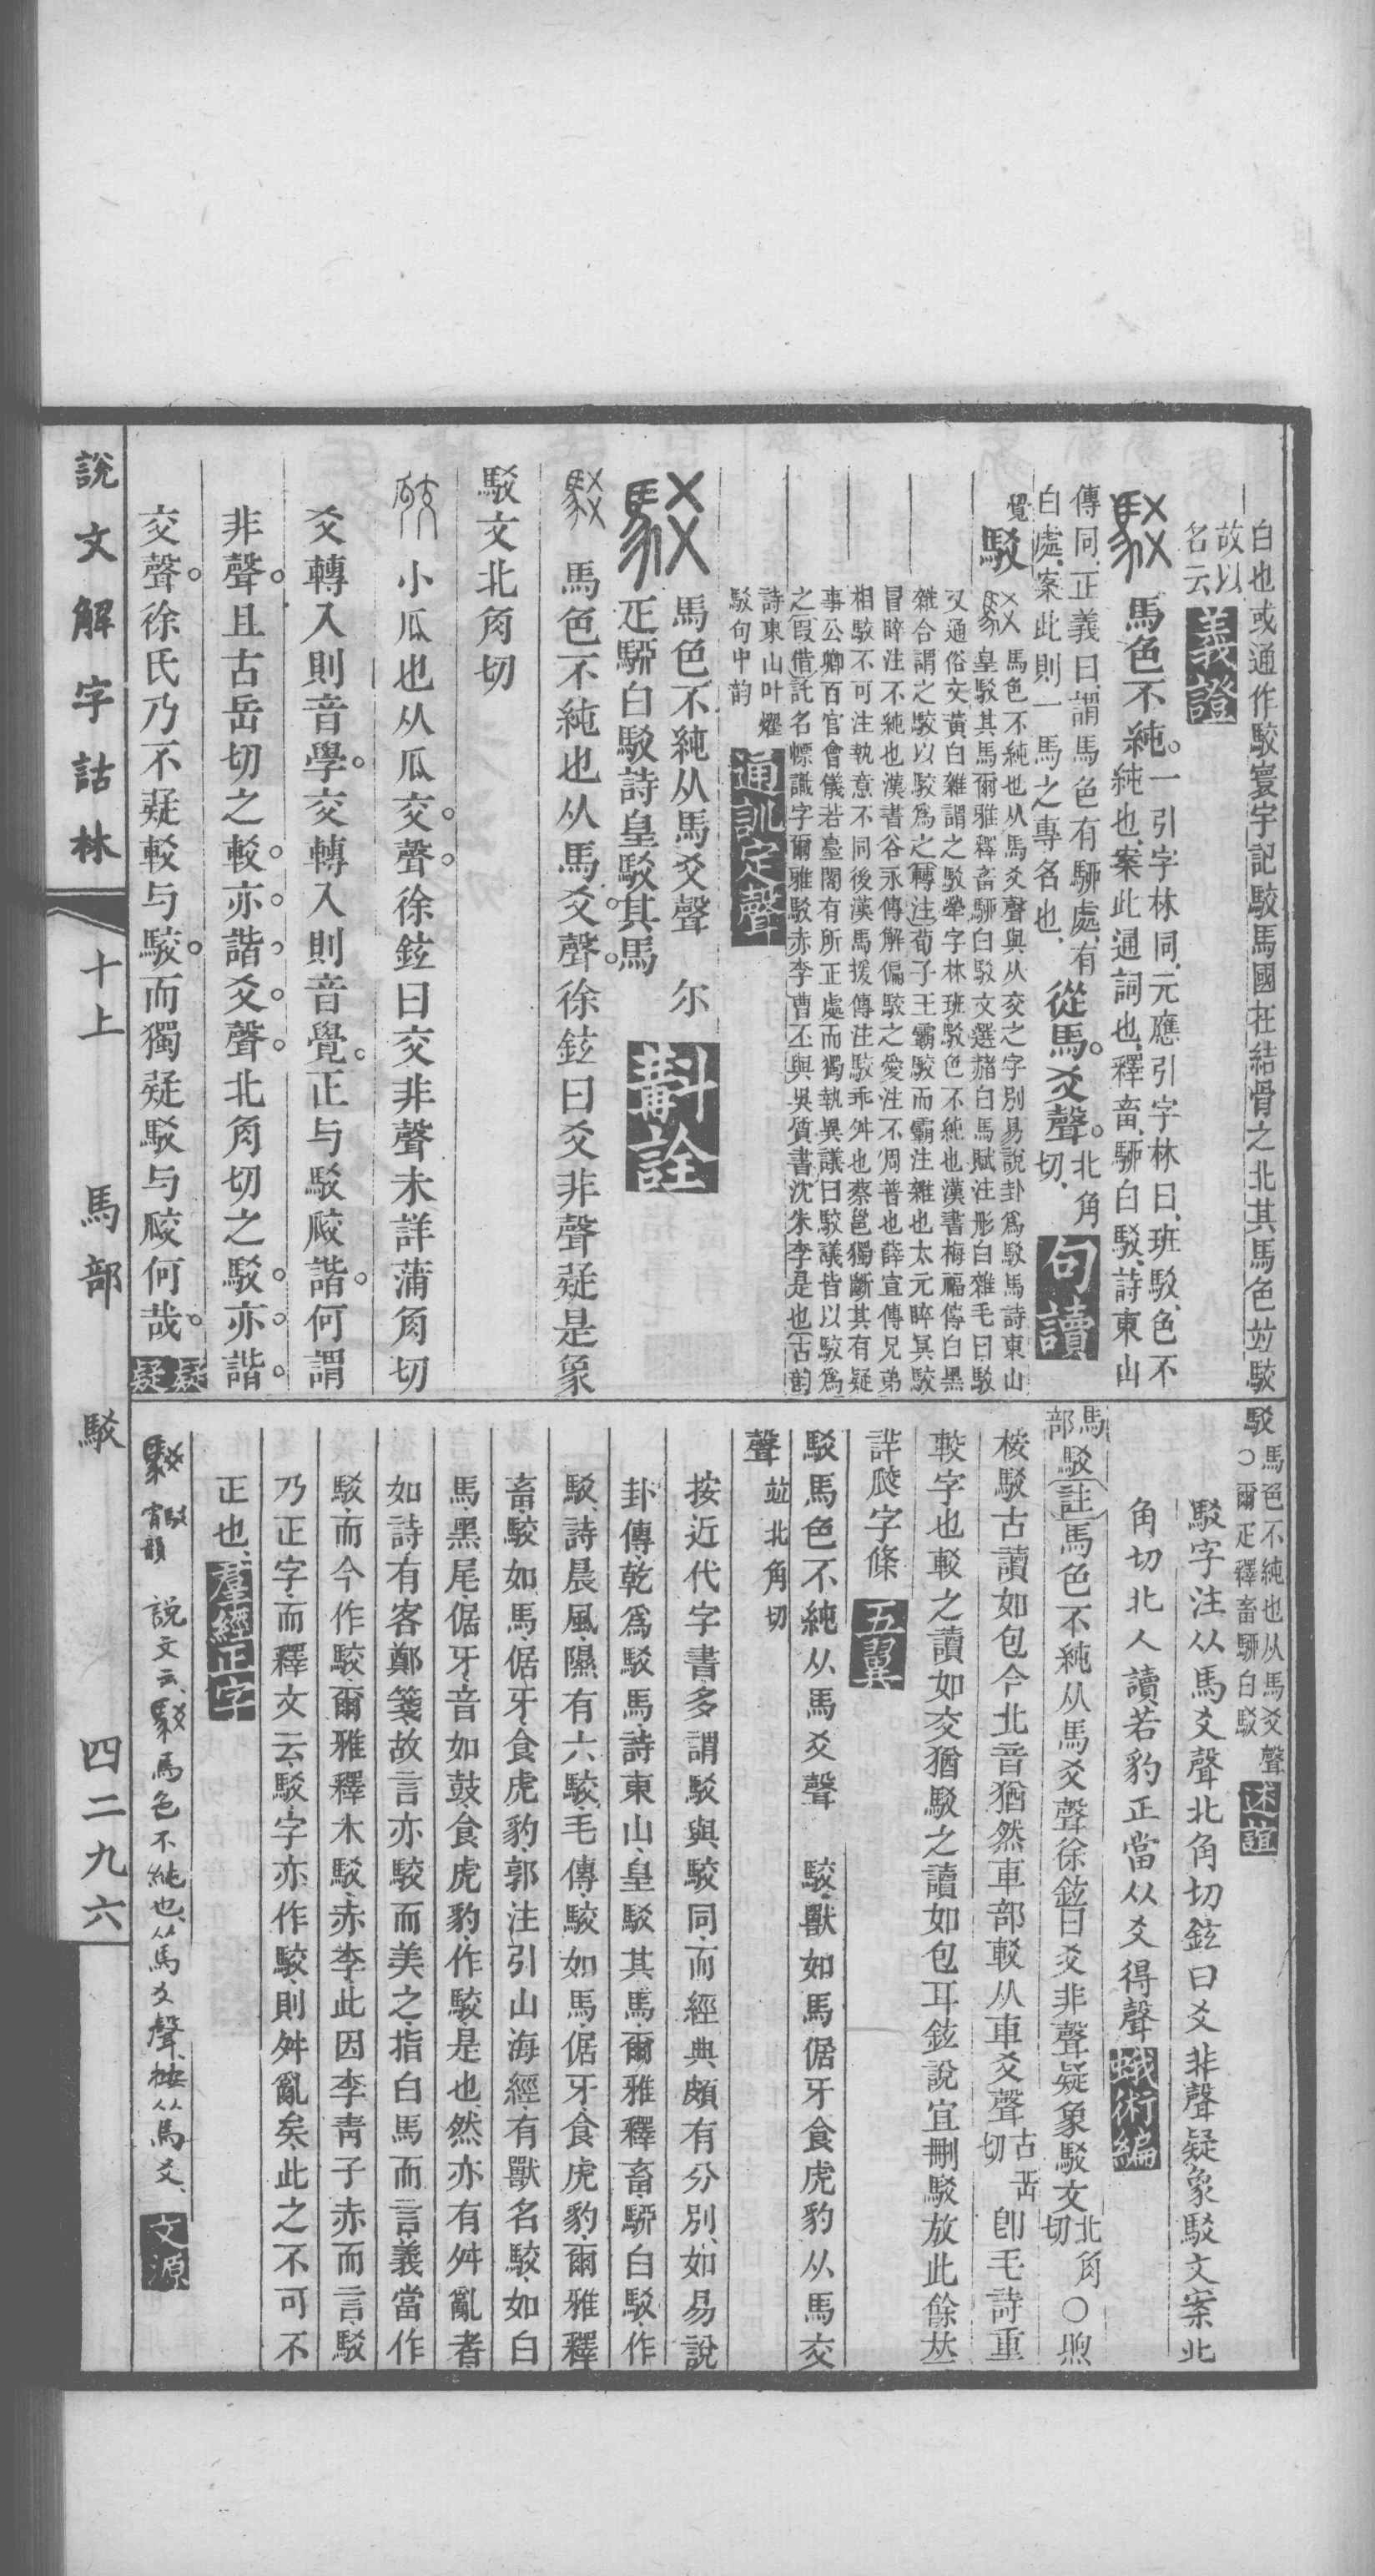 白也或通作駮寰宇記駮馬國在結骨之北其馬色竝駮
故以
名云義證
馬色不純。一引字林同、元應引字林曰、班駮、色不
純也、案此通詞也、釋畜、騂白駮、詩東山
傳同、正義曰、謂馬色有騂處、有
白處、案此則一馬之專名也、從馬。爻聲。北角
切、句讀
覺
駁
馬色不純也从馬爻聲與从交之字別易說卦爲駁馬詩東山
皇駁其馬爾雅釋畜騂白駁文選赭白馬賦注彤白雜毛曰駁
又通俗文黃白雜謂之駁犖字林班駁色不純也漢書梅福傳白黑
雜合謂之駁以駁爲之轉注荀子王霸駁而霸注雜也太元睟冥駁
冒睟注不純也漢書谷永傳解偏駁之愛注不周普也薛宣傳兄弟
相駁不可注執意不同後漢馬援傳注駁乖舛也蔡邕獨斷其有疑
事公卿百官會儀若臺閣有所正處而獨執異議曰駁議皆以駁爲
之叚借託名幖識字爾雅駁赤李曹丕與吳質書沈朱李是也古韵
詩東山叶燿
駁句中韵通訓定聲
馬色不純从馬爻聲 尔
疋騂白駁詩皇駁其馬斠詮
馬色不純也从馬爻。聲。徐鉉曰爻非聲疑是象
駁文北角切
小瓜也从瓜交。聲。徐鉉曰交非聲未詳蒲角切
爻轉入則音學。交轉入則音覺。正与駁㼎諧。何謂
非聲。且古岳切之較。亦。諧。爻。聲。北角切之駁。亦。諧。
交聲。徐氏乃不疑較与駁。而獨疑駁与㼎何哉。疑疑
駁馬色不純也从馬爻聲
○爾疋釋畜騂白駁述誼
駁字注从馬爻聲北角切鉉曰爻非聲疑象駁文案北
角切北人讀若豹正當从爻得聲蛾術編
馬
部駁註馬色不純从馬爻聲徐鉉曰爻非聲疑象駁文北角
切○煦
桉駁古讀如包今北音猶然車部較从車爻聲古岳
切卽毛詩重
較字也較之讀如交猶駁之讀如包耳鉉說宜刪駁放此餘竝
詳㼎字條五翼
駁馬色不純从馬爻聲 駮、獸如馬倨牙食虎豹从馬交
聲竝北角切
按近代字書、多謂駁與駮同、而經典頗有分別、如易說
卦傳、乾爲駁馬、詩東山、皇駁其馬、爾雅釋畜、騂白駁、作
駁、詩晨風、隰有六駮、毛傳、駮如馬、倨牙、食虎豹、爾雅釋
畜、駮如馬、倨牙、食虎豹、郭注引山海經、有獸名駮、如白
馬黑尾、倨牙、音如鼓、食虎豹、作駮、是也、然亦有舛亂者、
如詩、有客鄭箋、故言亦駮而美之、指白馬而言、義當作
駁、而今作駮、爾雅釋木、駁、赤李、此因李青子赤而言、駁
乃正字、而釋文云、駁、字亦作駮、則舛亂矣、此之不可不
正也、羣經正字
駁
宵韻 說文云、駁馬色不純也、从馬爻聲、按从馬爻、文源
說文解字詁林 十上 馬部 駁 四二九六